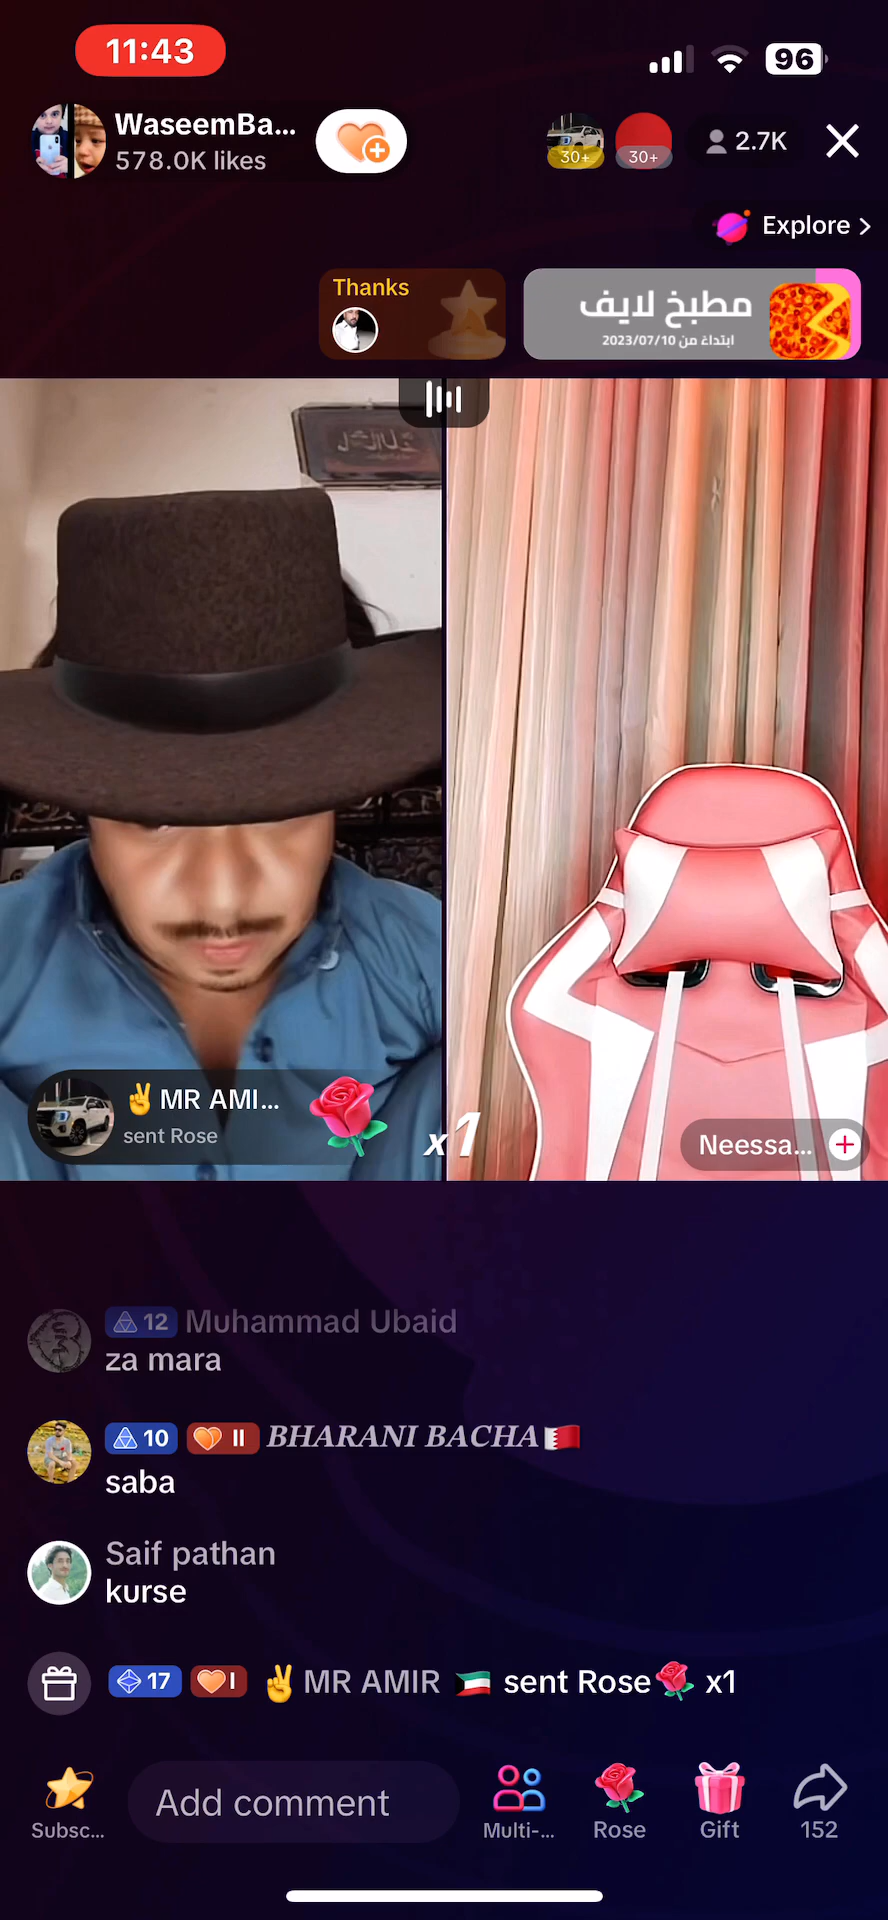 11:43
96
WaseemBa...
578.0K likes
30+
30+
2.7K
Explore >
Thanks
مطبخ لايف
ابتداءً من 2023/07/10
✌️MR AMI...
sent Rose
x1
Neessa...
12 Muhammad Ubaid
za mara
10 II BHARANI BACHA🇧🇭
saba
Saif pathan
kurse
17 I ✌️MR AMIR 🇰🇼 sent Rose🌹 x1
Subsc...
Add comment
Multi-...
Rose
Gift
152